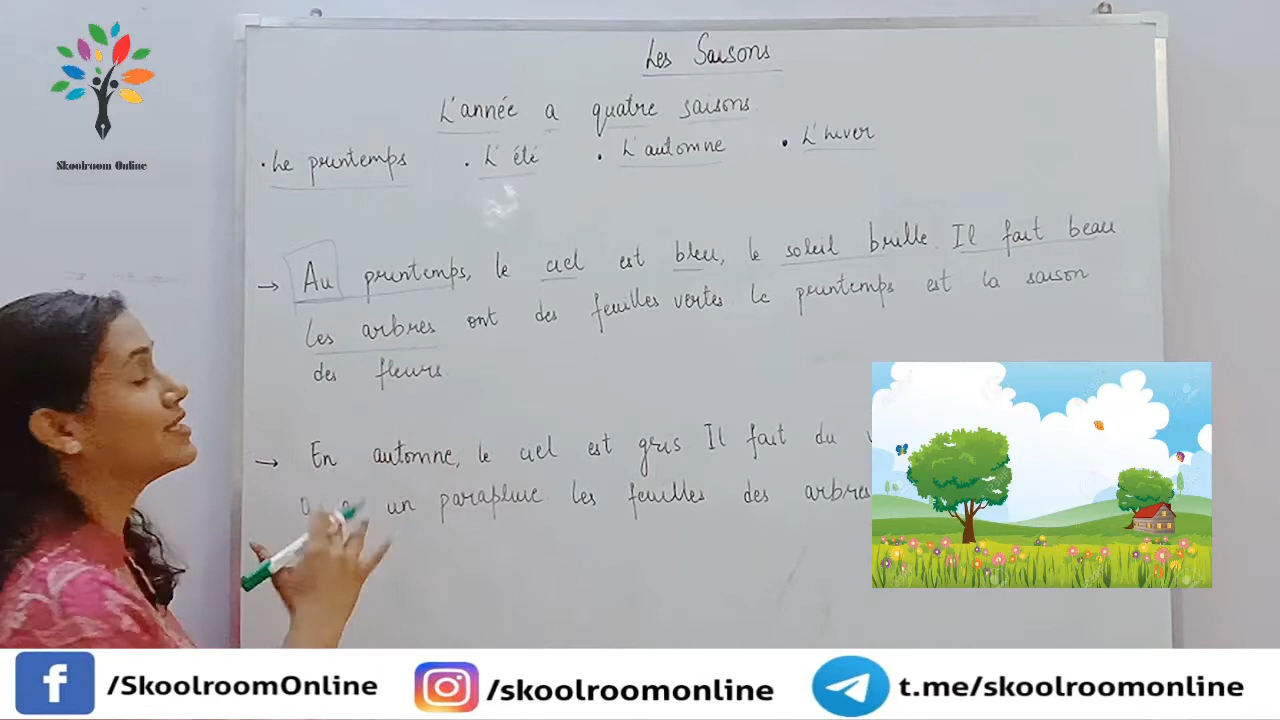 Skoolroom Online
Les Saisons
L'année a quatre saisons.
• Le printemps • L'été • L'automne • L'hiver
→ Au printemps, le ciel est bleu, le soleil brille. Il fait beau
Les arbres ont des feuilles vertes le printemps est la saison
des fleurs.
→ En automne, le ciel est gris Il fait du
un parapluie les feuilles des arbres
f /SkoolroomOnline /skoolroomonline t.me/skoolroomonline